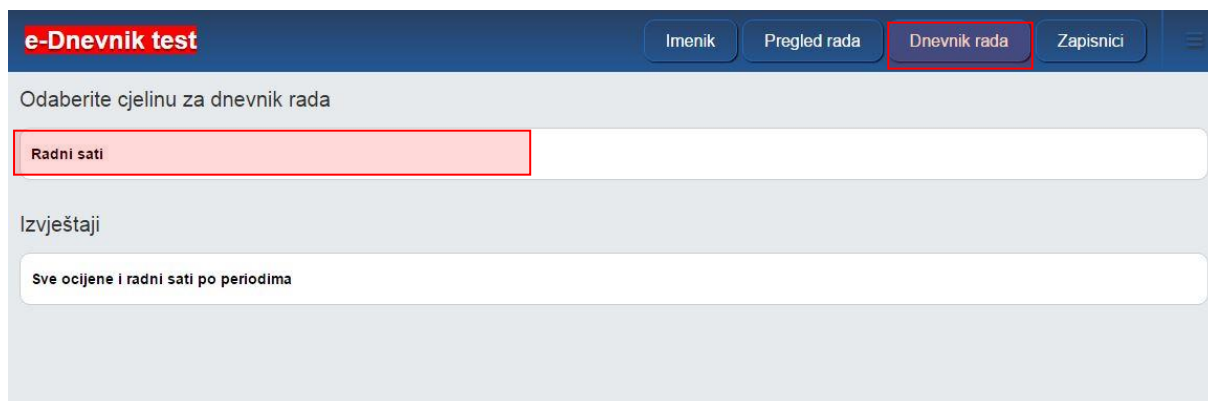 e-Dnevnik test
Imenik Pregled rada Dnevnik rada Zapisnici
Odaberite cjelinu za dnevnik rada
Radni sati
Izvještaji
Sve ocijene i radni sati po periodima